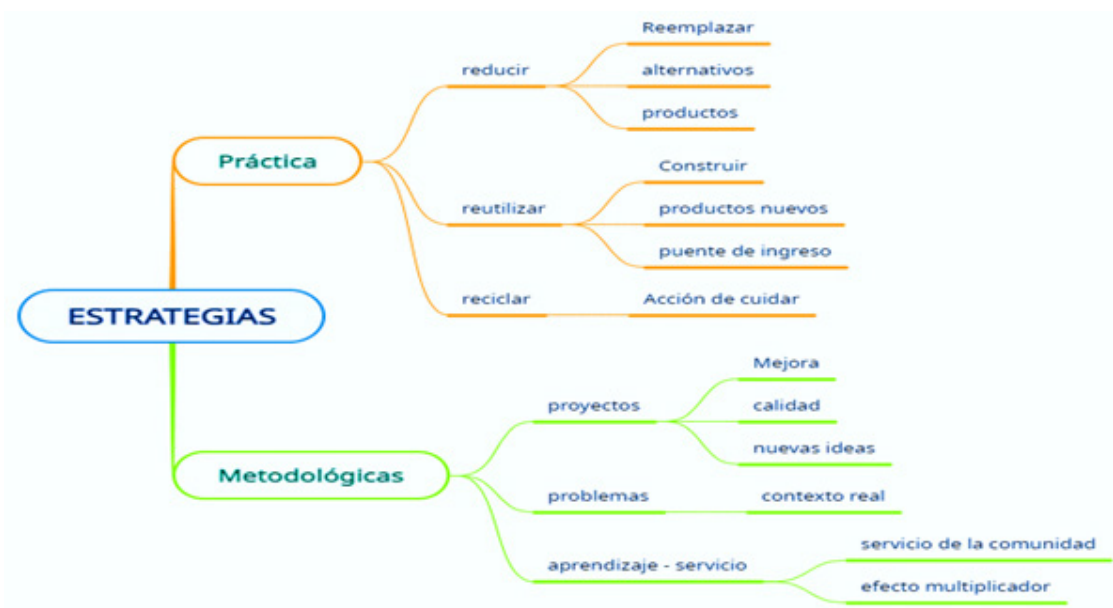 ESTRATEGIAS
Práctica
reducir
Reemplazar
alternativos
productos
reutilizar
Construir
productos nuevos
puente de ingreso
reciclar
Acción de cuidar
Metodológicas
proyectos
Mejora
calidad
nuevas ideas
problemas
contexto real
aprendizaje - servicio
servicio de la comunidad
efecto multiplicador